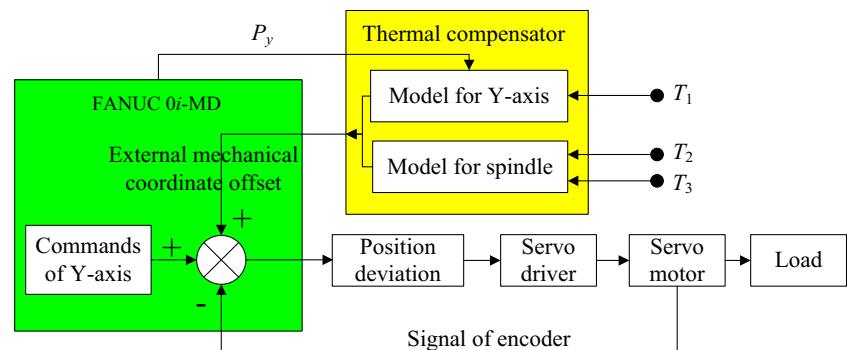 P_y
Thermal compensator
FANUC 0i-MD
Model for Y-axis
T_1
External mechanical
coordinate offset
Model for spindle
T_2
T_3
+
Commands
of Y-axis
+
-
Position
deviation
Servo
driver
Servo
motor
Load
Signal of encoder